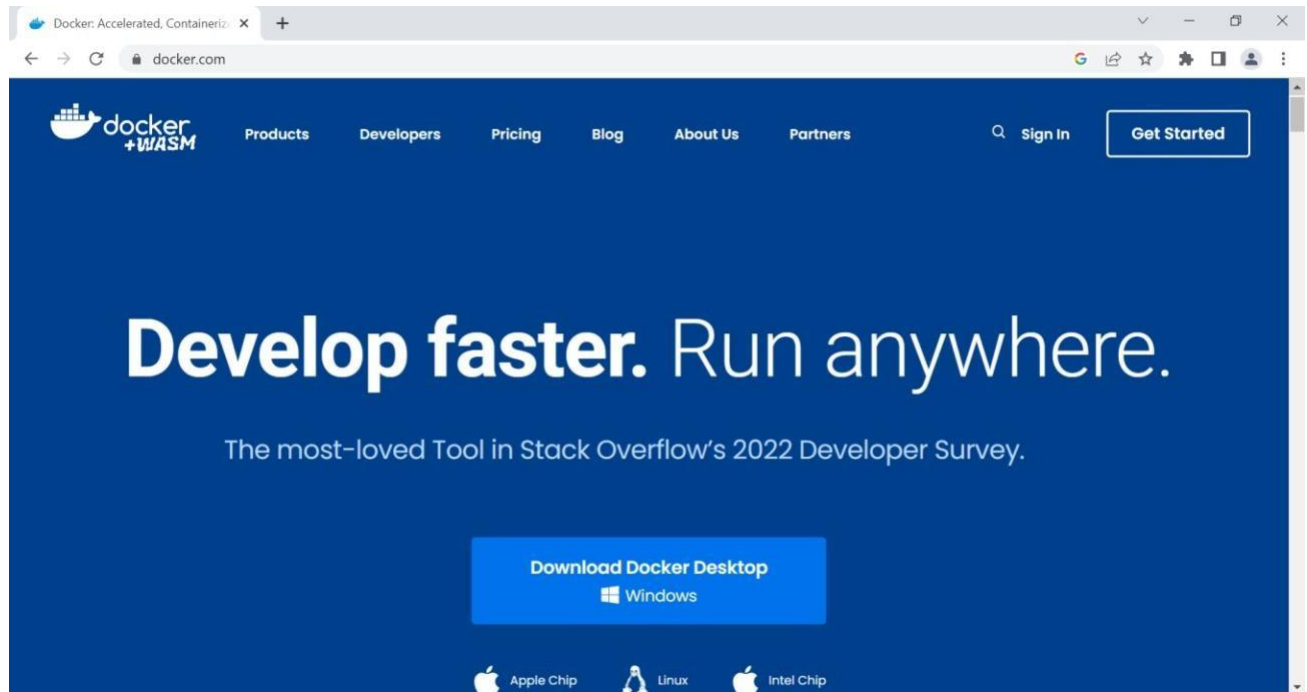 Docker: Accelerated, Containeriz
docker.com
docker
+WASM
Products Developers Pricing Blog About Us Partners Sign In Get Started
Develop faster. Run anywhere.
The most-loved Tool in Stack Overflow's 2022 Developer Survey.
Download Docker Desktop
Windows
Apple Chip Linux Intel Chip